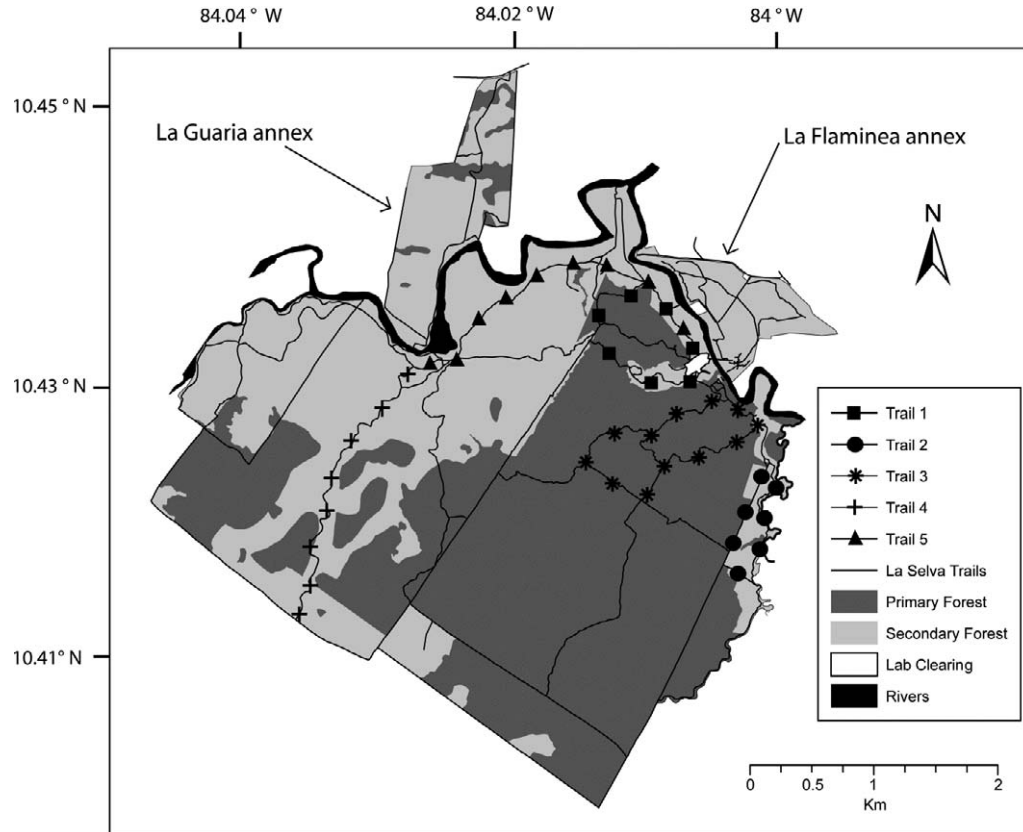 84.04° W
84.02° W
84° W
10.45° N
La Guaria annex
La Flaminea annex
N
10.43° N
Trail 1
Trail 2
Trail 3
Trail 4
Trail 5
La Selva Trails
Primary Forest
Secondary Forest
Lab Clearing
Rivers
10.41° N
0 0.5 1 2
Km